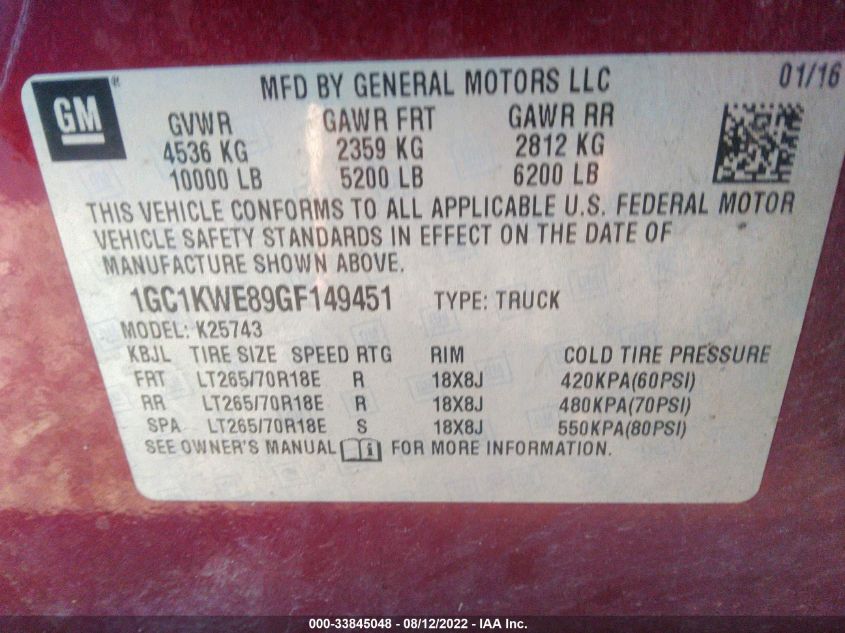 MFD BY GENERAL MOTORS LLC 01/16
GM®
GVWR GAWR FRT GAWR RR
4536 KG 2359 KG 2812 KG
10000 LB 5200 LB 6200 LB
THIS VEHICLE CONFORMS TO ALL APPLICABLE U.S. FEDERAL MOTOR
VEHICLE SAFETY STANDARDS IN EFFECT ON THE DATE OF
MANUFACTURE SHOWN ABOVE.
1GC1KWE89GF149451 TYPE: TRUCK
MODEL: K25743
KBJL TIRE SIZE SPEED RTG RIM COLD TIRE PRESSURE
FRT LT265/70R18E R 18X8J 420KPA(60PSI)
RR LT265/70R18E R 18X8J 480KPA(70PSI)
SPA LT265/70R18E S 18X8J 550KPA(80PSI)
SEE OWNER'S MANUAL i FOR MORE INFORMATION.
000-33845048 - 08/12/2022 - IAA Inc.